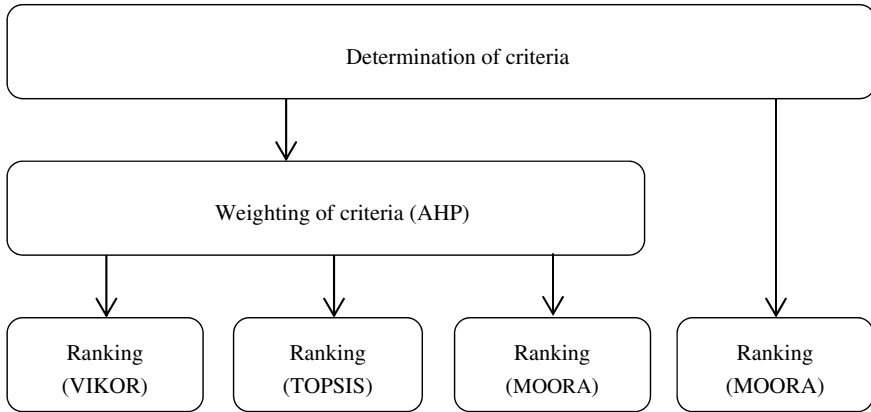 Determination of criteria
Weighting of criteria (AHP)
Ranking
(VIKOR)
Ranking
(TOPSIS)
Ranking
(MOORA)
Ranking
(MOORA)